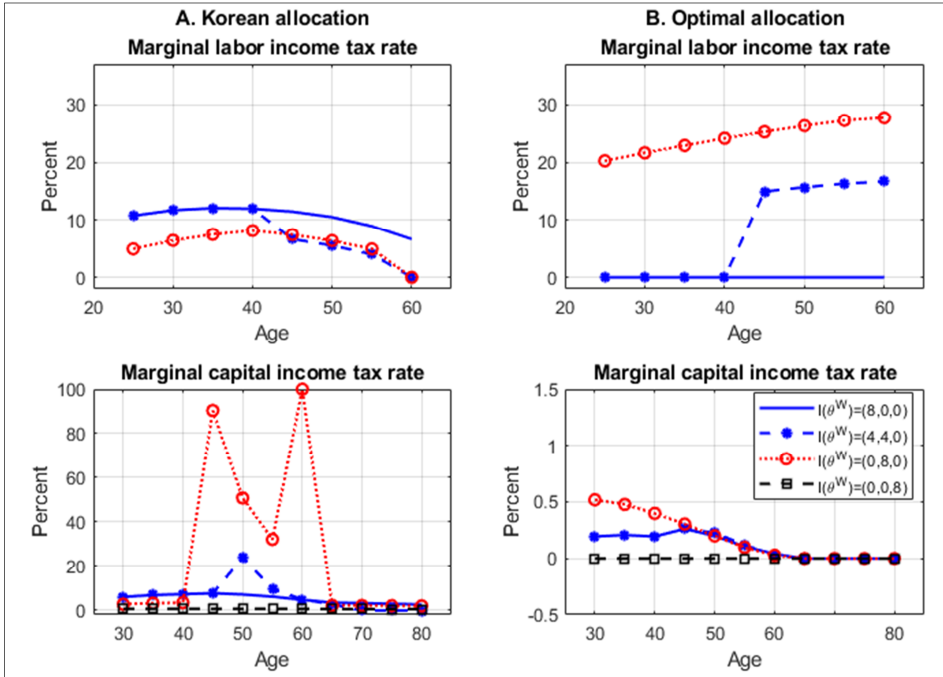 A. Korean allocation
Marginal labor income tax rate
Percent
30
20
10
0
20
30
40
50
60
Age
B. Optimal allocation
Marginal labor income tax rate
Percent
30
20
10
0
20
30
40
50
60
Age
Marginal capital income tax rate
Percent
100
80
60
40
20
0
30
40
50
60
70
80
Age
Marginal capital income tax rate
Percent
1.5
1
0.5
0
-0.5
30
40
50
60
80
Age
I(θ^W)=(8,0,0)
I(θ^W)=(4,4,0)
I(θ^W)=(0,8,0)
I(θ^W)=(0,0,8)